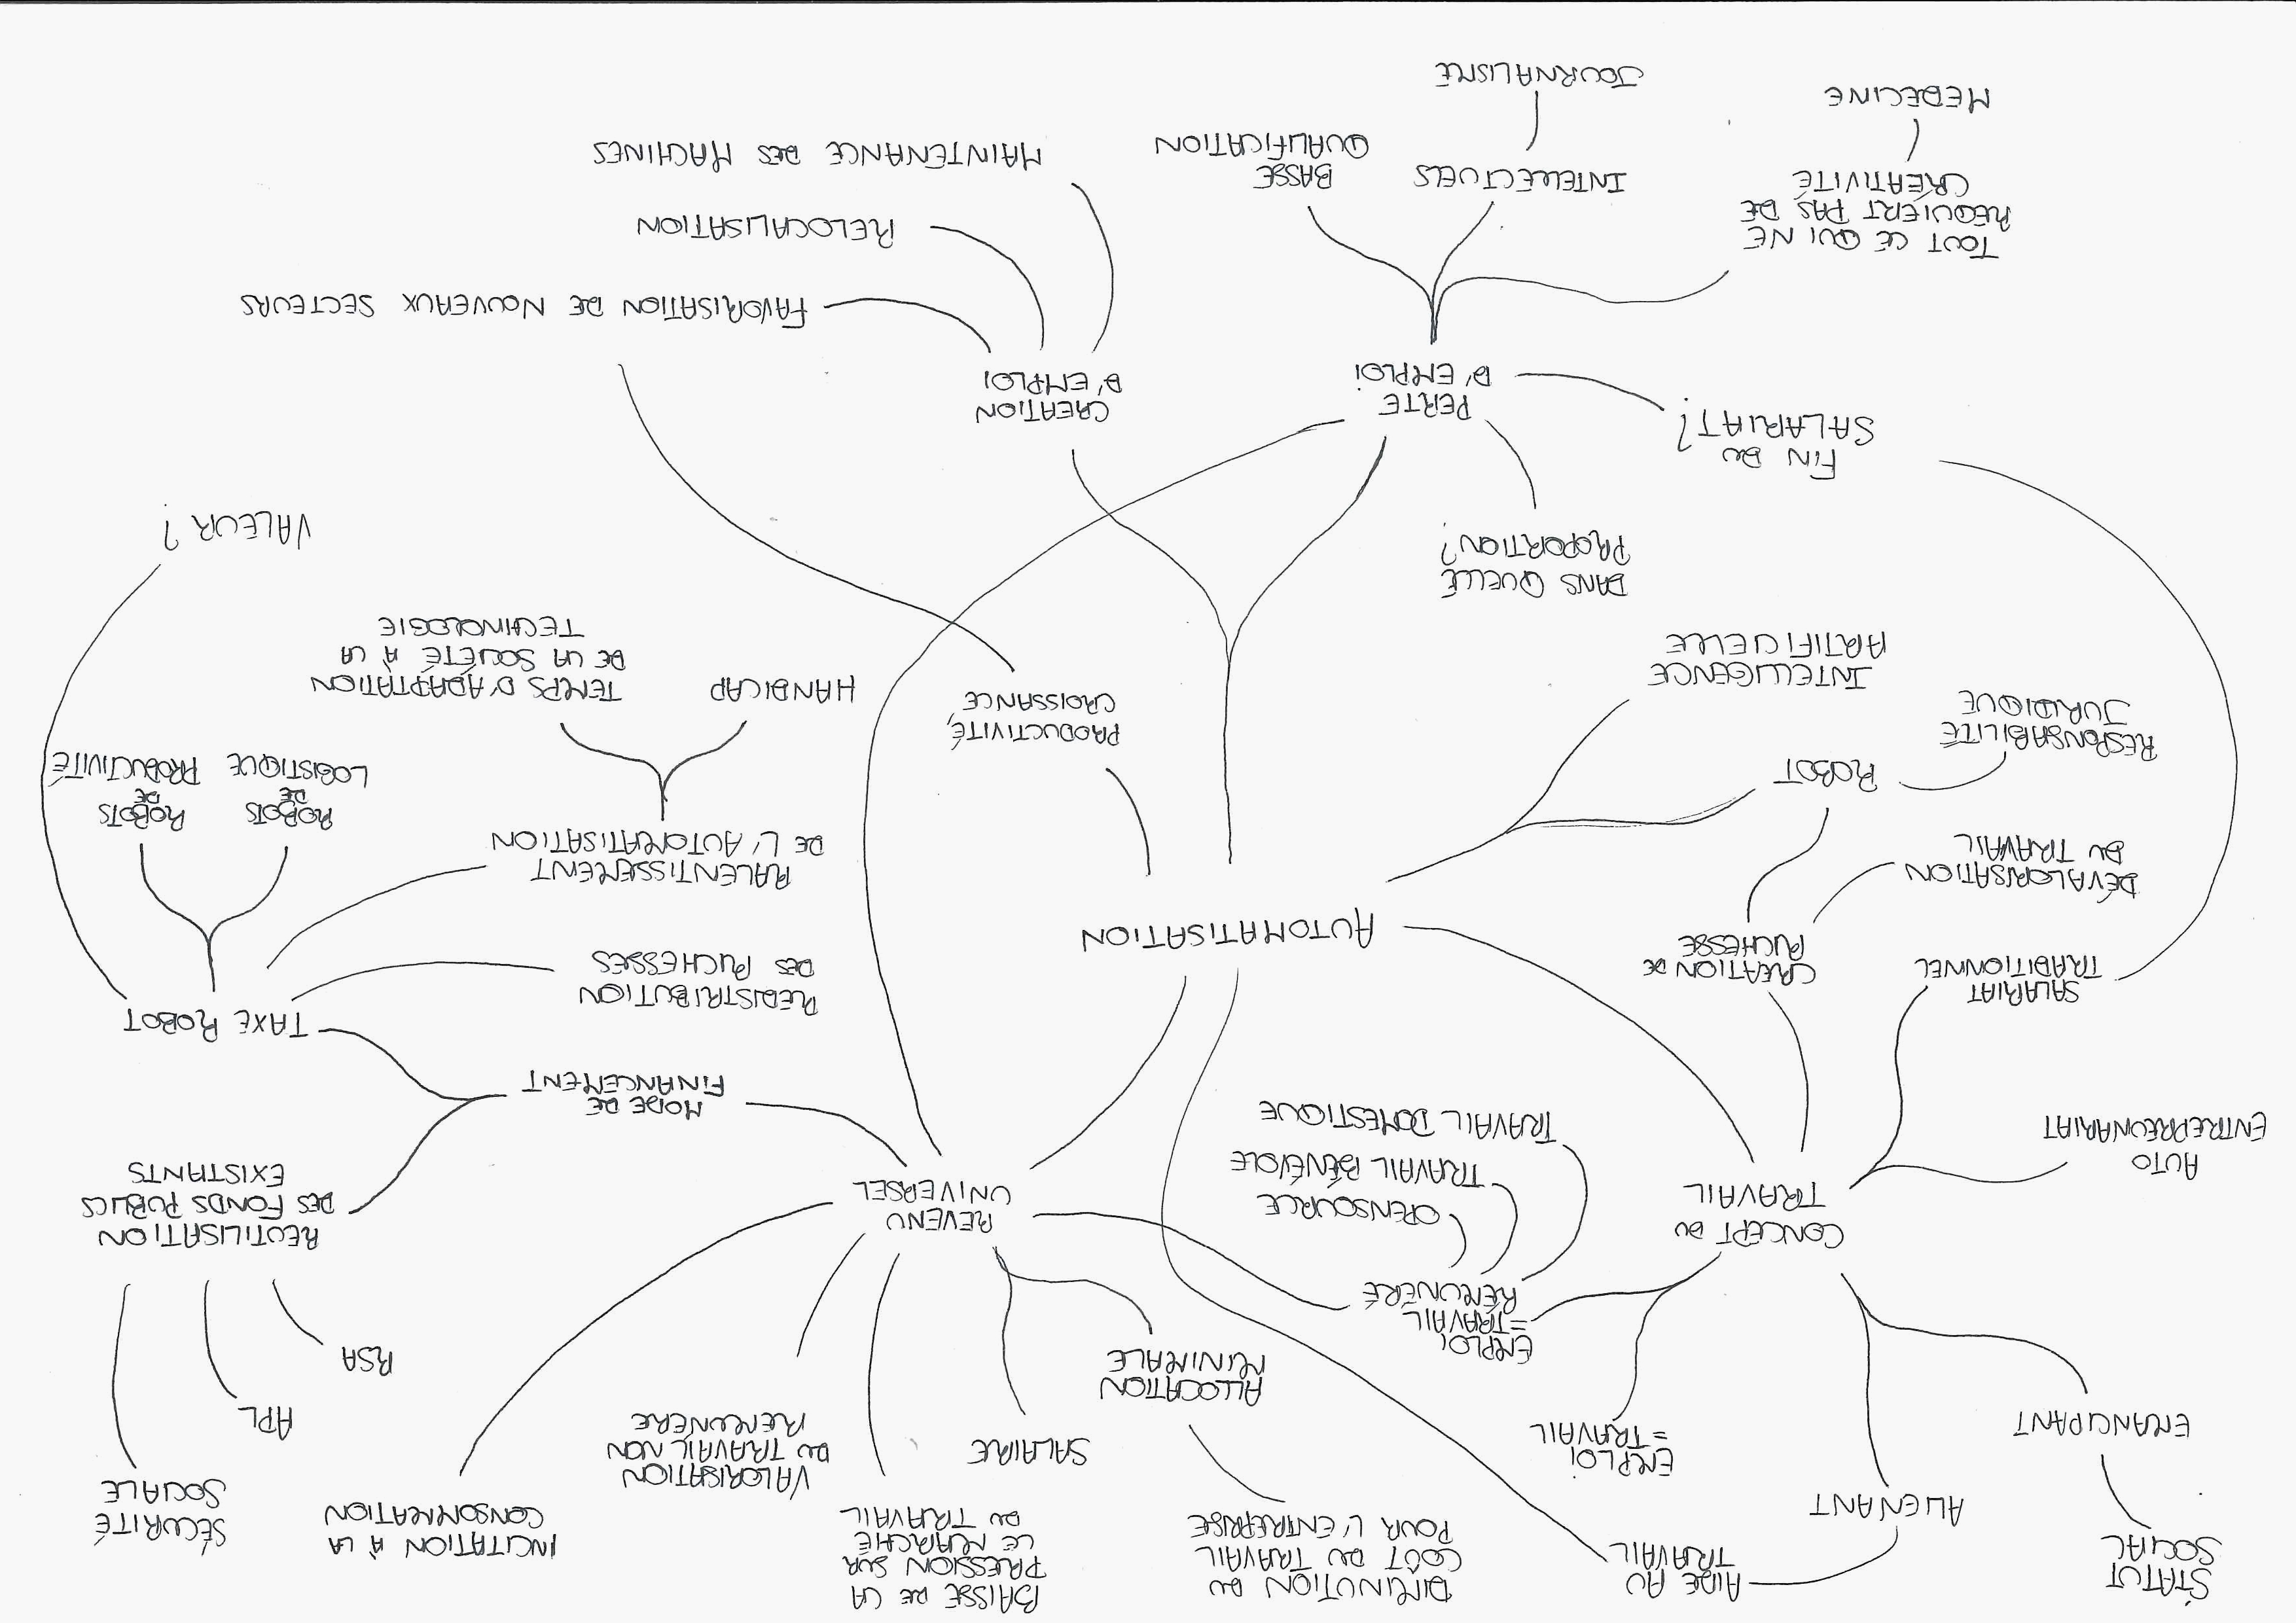 STATUT
SOCIAL
AIDE AU
TRAVAIL
ALIENANT
EMANCIPANT
EMPLOI
= TRAVAIL
EMPLOI
= TRAVAIL
RÉMUNÉRÉ
OPENSOURCE
TRAVAIL BÉNÉVOLE
TRAVAIL DOMESTIQUE
CONCEPT DU
TRAVAIL
AUTO
ENTREPREUNARIAT
SALARIAT
TRADITIONNEL
CREATION DE
RICHESSE
DÉVALORISATION
DU TRAVAIL
ROBOT
RESPONSABILITÉ
JURIDIQUE
INTELLIGENCE
ARTIFICIELLE
AUTOMATISATION
DIMINUTION DU
COÛT DU TRAVAIL
POUR L'ENTREPRISE
ALLOCATION
MINIMALE
SALAIRE
BAISSE DE LA
PRESSION SUR
LE MARCHÉ
DU TRAVAIL
VALORISATION
DU TRAVAIL NON
REMUNERE
INCITATION À LA
CONSOMMATION
SÉCURITÉ
SOCIALE
APL
RSA
REUTILISATION
DES FONDS PUBLICS
EXISTANTS
REVENU
UNIVERSEL
MODE DE
FINANCEMENT
TAXE ROBOT
REDISTRIBUTION
DES RICHESSES
RALENTISSEMENT
DE L'AUTOMATISATION
HANDICAP
TEMPS D'ADAPTATION
DE LA SOCIÉTÉ À LA
TECHNOLOGIE
ROBOTS
DE
LOGISTIQUE
ROBOTS
DE
PRODUCTIVITÉ
VALEUR ?
PRODUCTIVITÉ,
CROISSANCE
DANS QUELLE
PROPORTION ?
FIN DU
SALARIAT ?
PERTE
D'EMPLOI
CREATION
D'EMPLOI
FAVORISATION DE NOUVEAUX SECTEURS
RELOCALISATION
MAINTENANCE DES MACHINES
TOUT CE QUI NE
REQUIERT PAS DE
CRÉATIVITÉ
MEDECINE
INTELLECTUELS
JOURNALISME
BASSE
QUALIFICATION